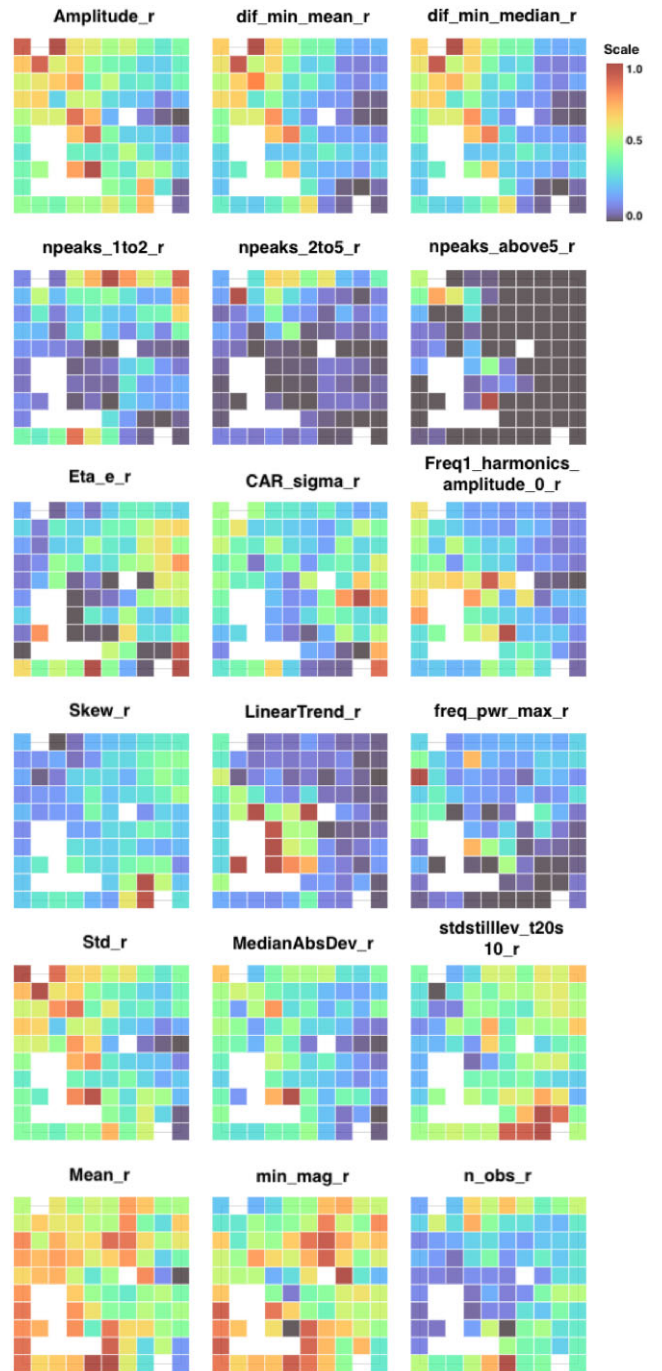 Amplitude_r
dif_min_mean_r
dif_min_median_r
Scale
1.0
0.5
0.0
npeaks_1to2_r
npeaks_2to5_r
npeaks_above5_r
Eta_e_r
CAR_sigma_r
Freq1_harmonics_
amplitude_0_r
Skew_r
LinearTrend_r
freq_pwr_max_r
Std_r
MedianAbsDev_r
stdstilllev_t20s
10_r
Mean_r
min_mag_r
n_obs_r